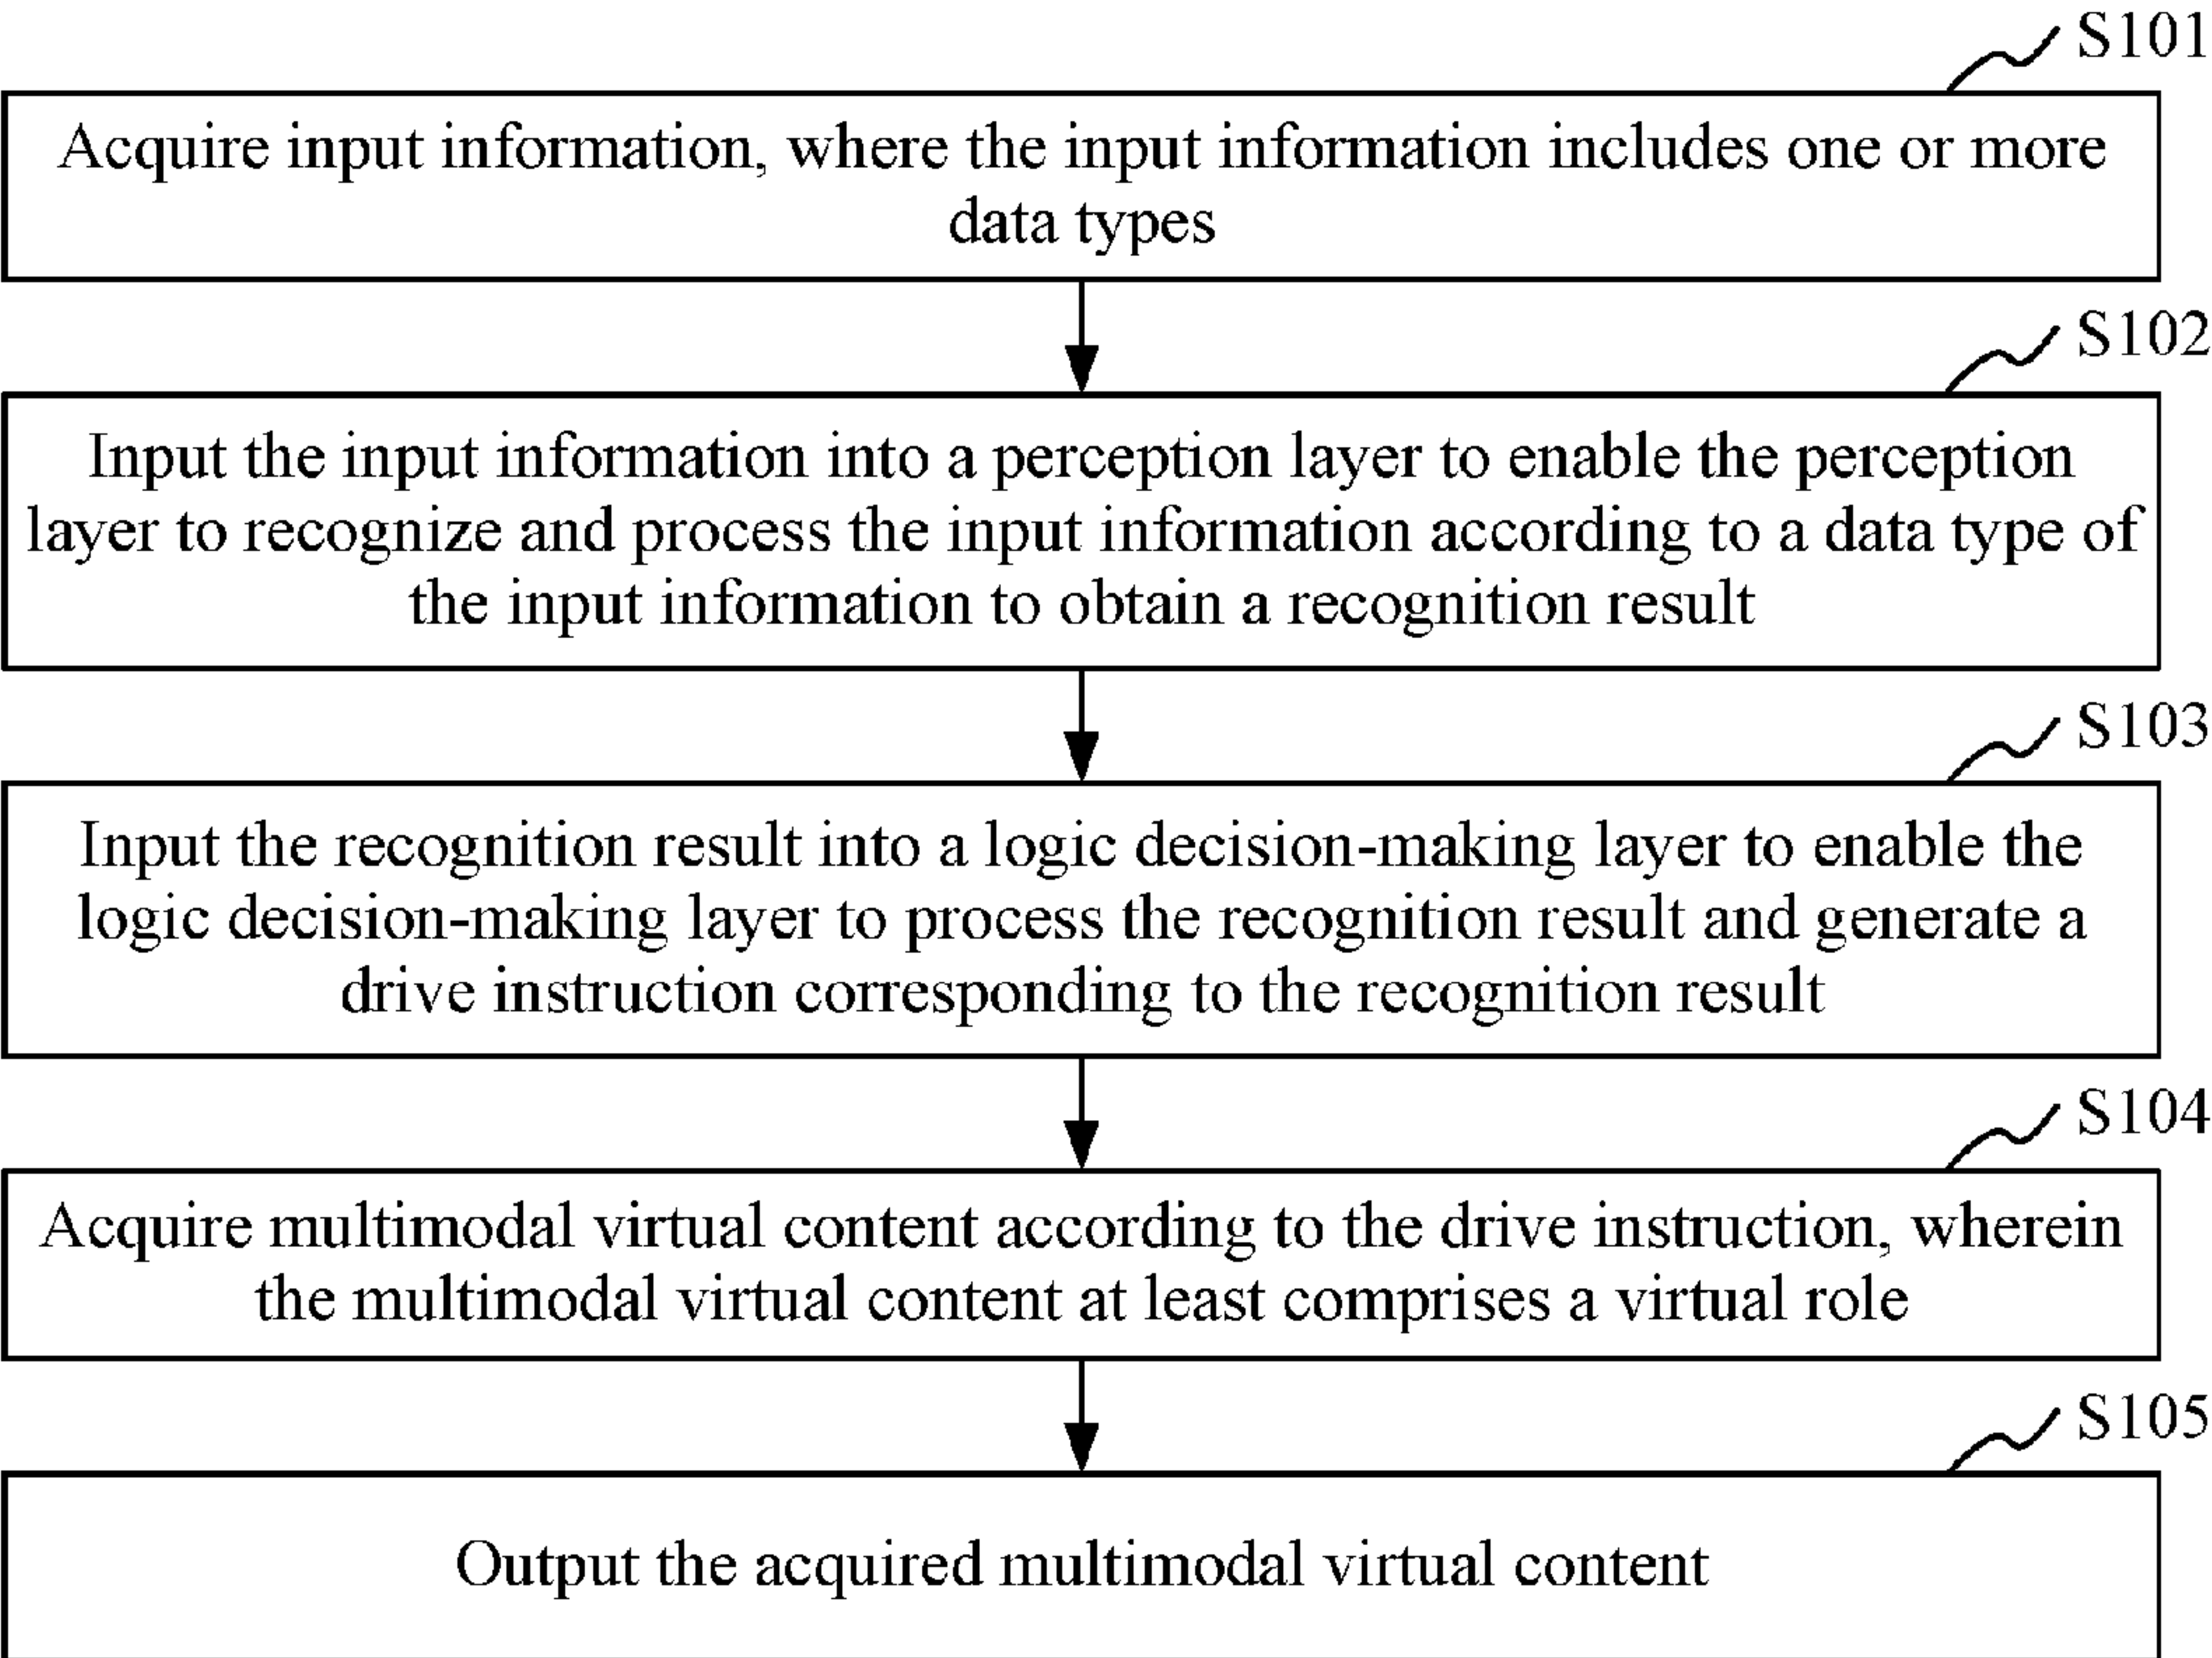 S101
Acquire input information, where the input information includes one or more
data types
S102
Input the input information into a perception layer to enable the perception
layer to recognize and process the input information according to a data type of
the input information to obtain a recognition result
S103
Input the recognition result into a logic decision-making layer to enable the
logic decision-making layer to process the recognition result and generate a
drive instruction corresponding to the recognition result
S104
Acquire multimodal virtual content according to the drive instruction, wherein
the multimodal virtual content at least comprises a virtual role
S105
Output the acquired multimodal virtual content